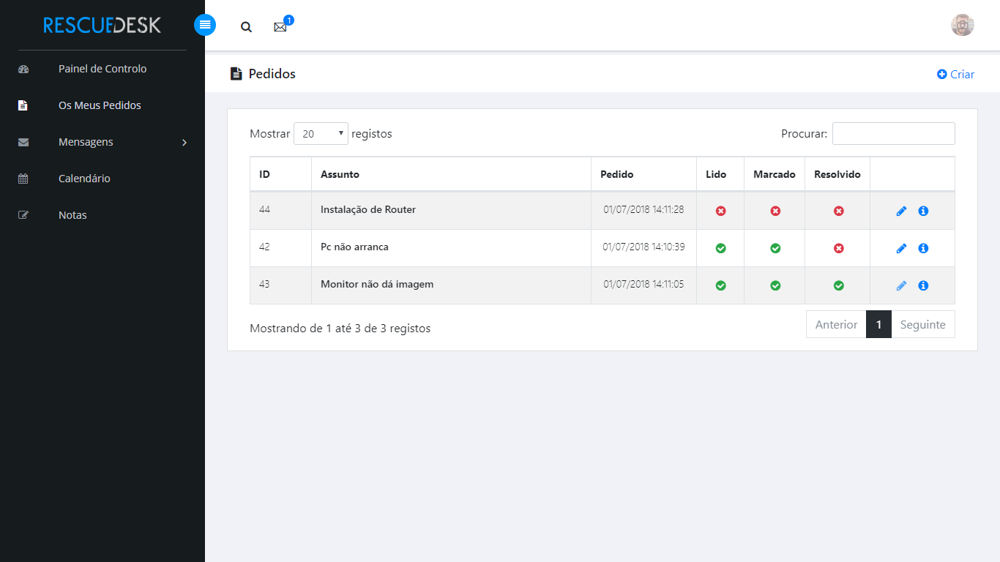 RESCUEDESK
1
Painel de Controlo
Os Meus Pedidos
Mensagens
Calendário
Notas
Pedidos
Criar
Mostrar 20 registos
Procurar:
ID Assunto Pedido Lido Marcado Resolvido
44 Instalação de Router 01/07/2018 14:11:28
42 Pc não arranca 01/07/2018 14:10:39
43 Monitor não dá imagem 01/07/2018 14:11:05
Mostrando de 1 até 3 de 3 registos
Anterior 1 Seguinte